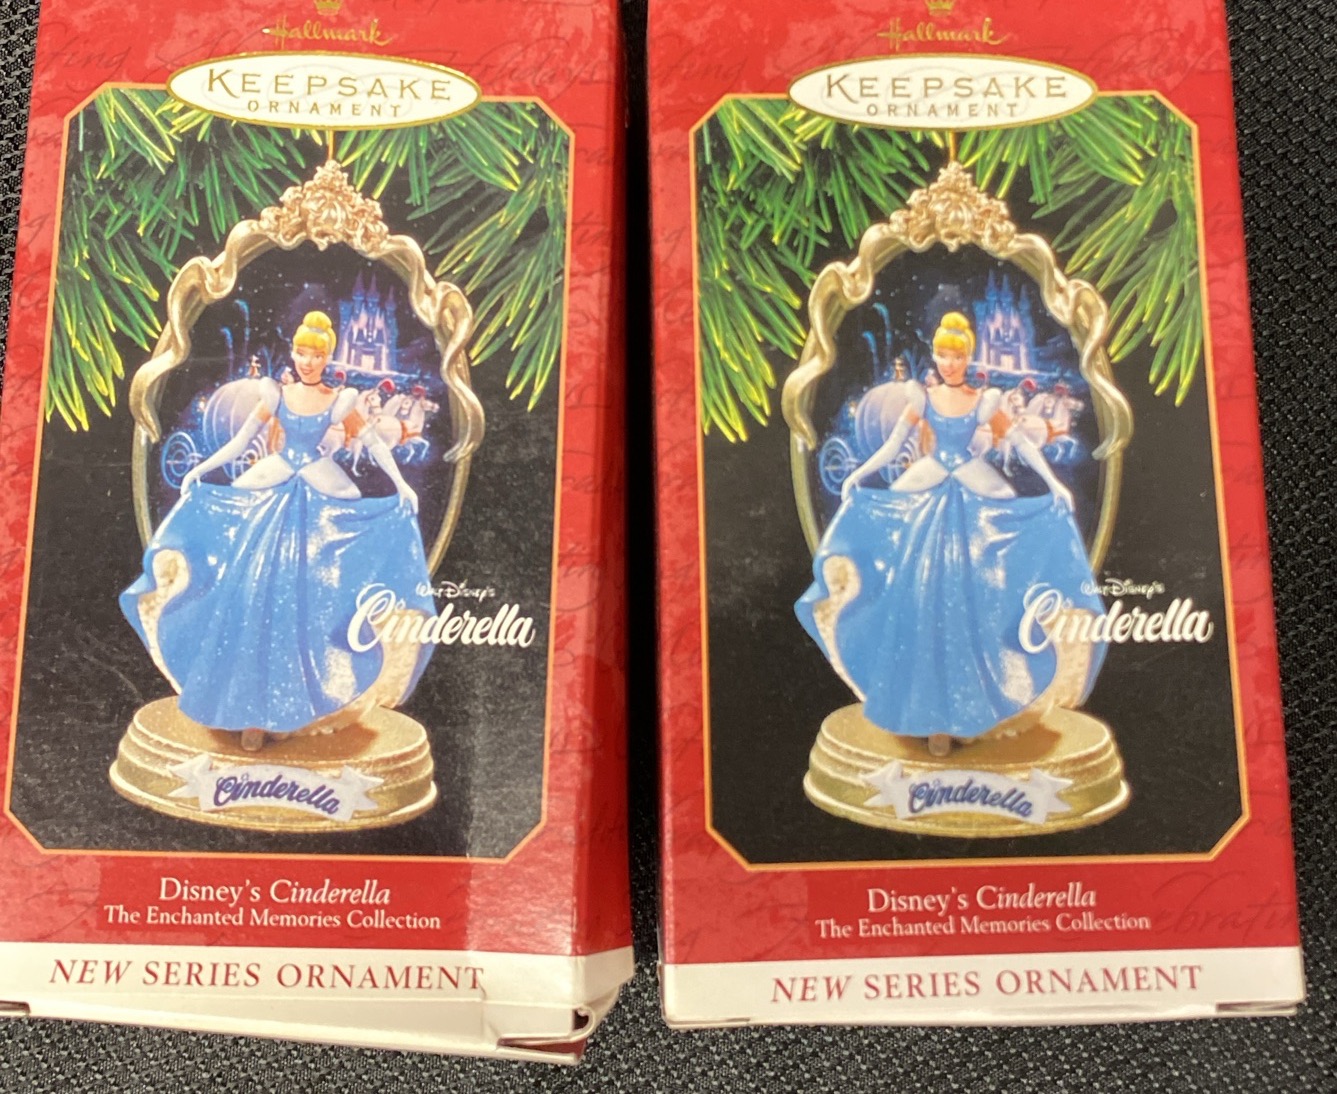 Hallmark
KEEPSAKE
ORNAMENT
WALT DISNEY'S
Cinderella
Cinderella
Disney's Cinderella
The Enchanted Memories Collection
NEW SERIES ORNAMENT
Hallmark
KEEPSAKE
ORNAMENT
WALT DISNEY'S
Cinderella
Cinderella
Disney's Cinderella
The Enchanted Memories Collection
NEW SERIES ORNAMENT